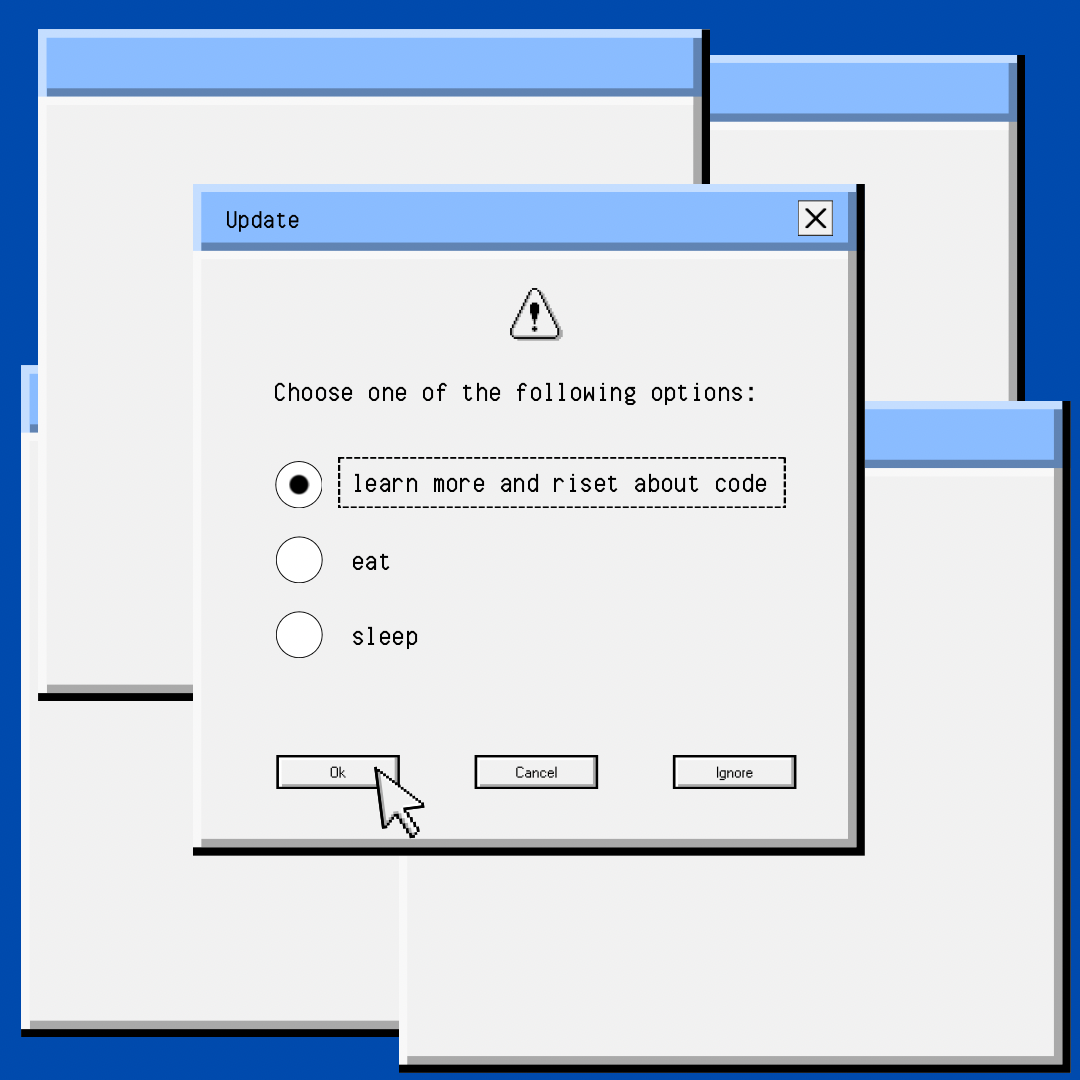 Update
Choose one of the following options:
learn more and riset about code
eat
sleep
Ok
Cancel
Ignore